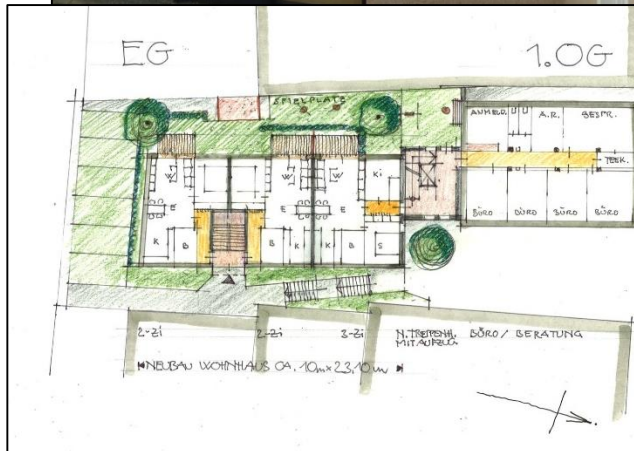 EG 1.OG
SPIELPLATZ
ANMELD. A.R. BESPR.
TEEK.
W W W Ki
E E E
K B B K K B S
BÜRO BÜRO BÜRO BÜRO
2-Zi 2-Zi 3-Zi N.TREPPENH. BÜRO / BERATUNG
MIT AUFZUG
NEUBAU WOHNHAUS CA. 10m x 23,10m